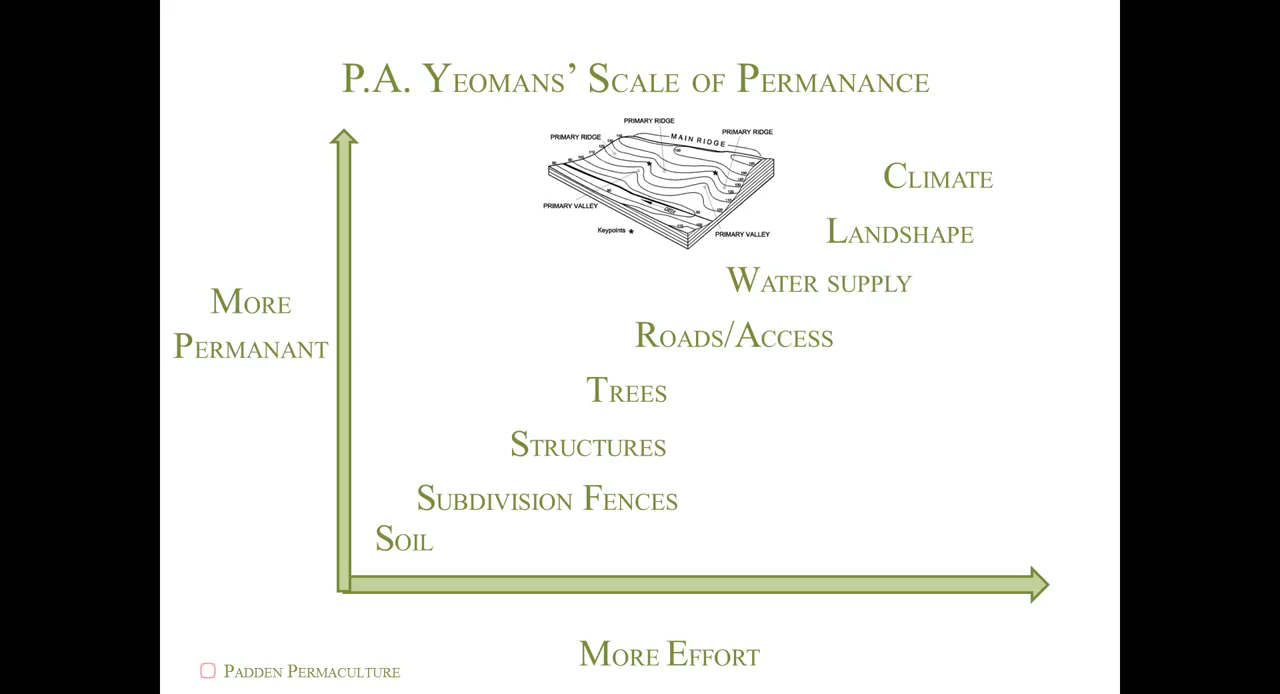 P.A. Yeomans’ Scale of Permanance
PRIMARY RIDGE
PRIMARY RIDGE
MAIN RIDGE
PRIMARY RIDGE
PRIMARY VALLEY
Keypoints
PRIMARY VALLEY
Climate
Landshape
Water supply
More
Permanant
Roads/Access
Trees
Structures
Subdivision Fences
Soil
More Effort
Padden Permaculture